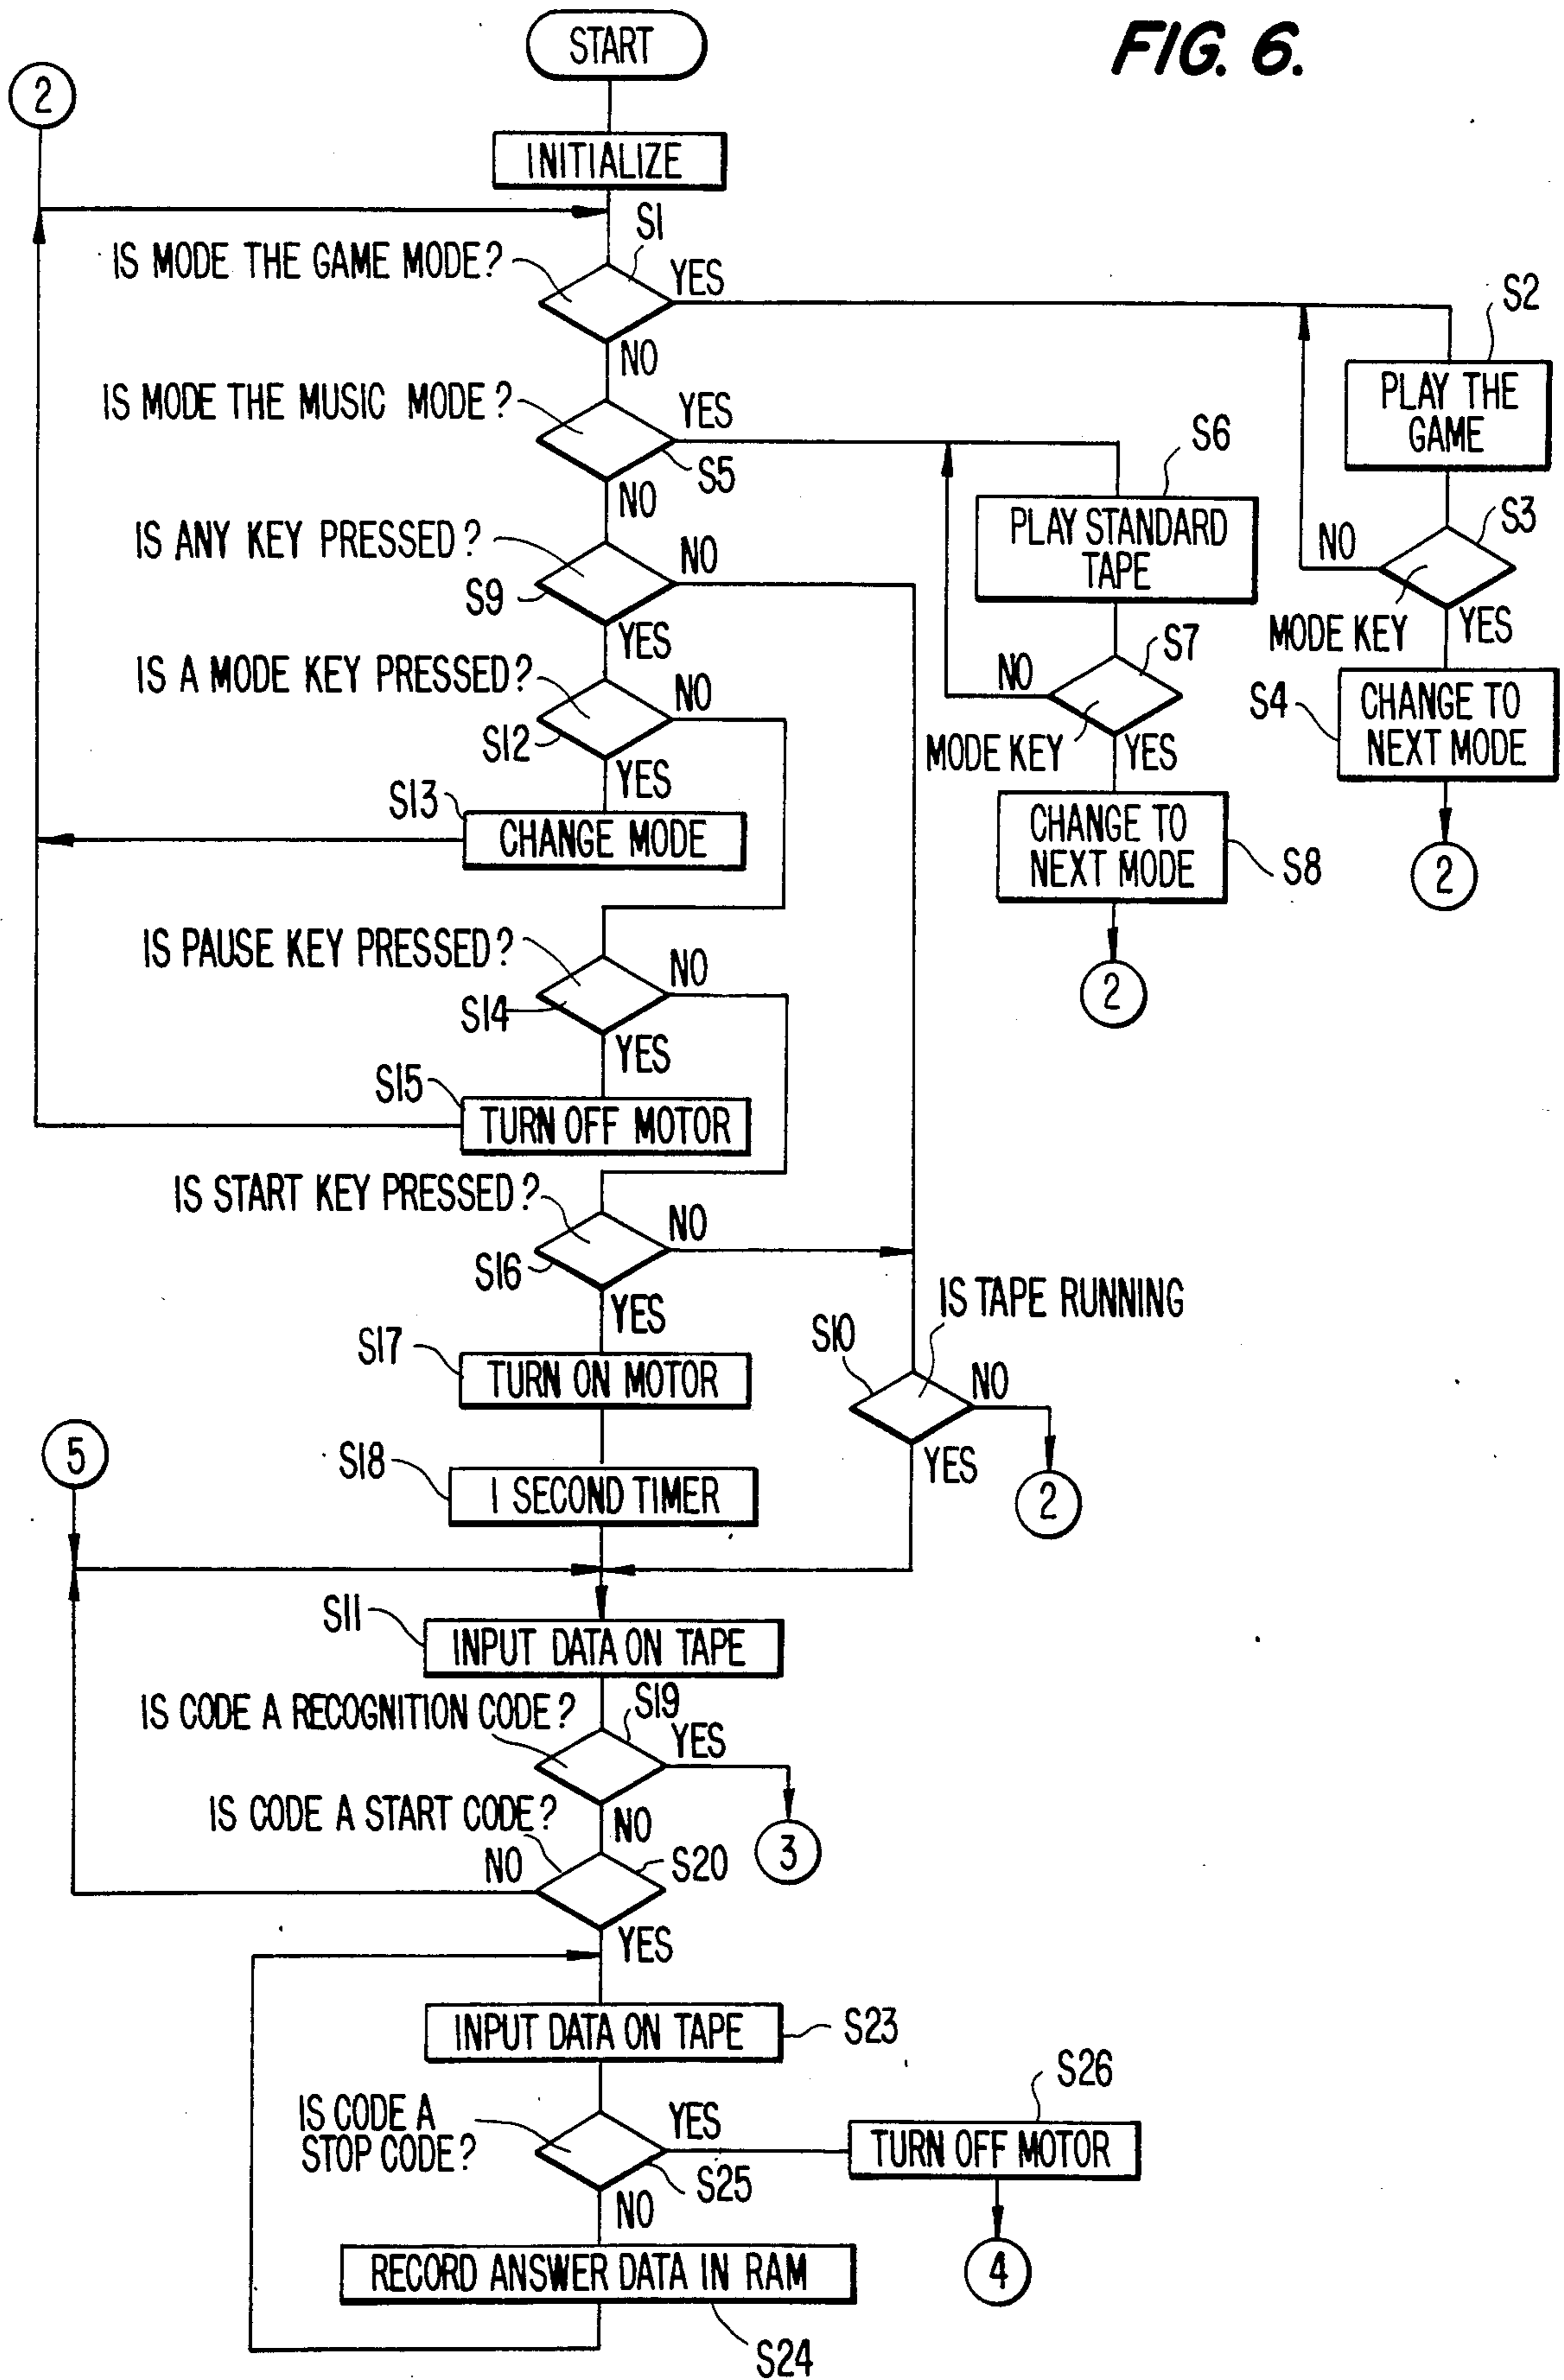 FIG. 6.
START
2
INITIALIZE
S1
IS MODE THE GAME MODE?
YES
NO
S2
PLAY THE
GAME
IS MODE THE MUSIC MODE?
YES
S5
NO
S6
PLAY STANDARD
TAPE
S3
NO
MODE KEY
YES
IS ANY KEY PRESSED?
NO
S9
YES
S7
NO
MODE KEY
YES
S4
CHANGE TO
NEXT MODE
2
IS A MODE KEY PRESSED?
NO
S12
YES
S13
CHANGE MODE
CHANGE TO
NEXT MODE
S8
2
IS PAUSE KEY PRESSED?
NO
S14
YES
S15
TURN OFF MOTOR
IS START KEY PRESSED?
NO
S16
YES
IS TAPE RUNNING
S10
NO
YES
2
S17
TURN ON MOTOR
5
S18
1 SECOND TIMER
S11
INPUT DATA ON TAPE
IS CODE A RECOGNITION CODE?
S19
YES
NO
3
IS CODE A START CODE?
NO
S20
YES
INPUT DATA ON TAPE
S23
IS CODE A
STOP CODE?
YES
S25
NO
S26
TURN OFF MOTOR
4
RECORD ANSWER DATA IN RAM
S24